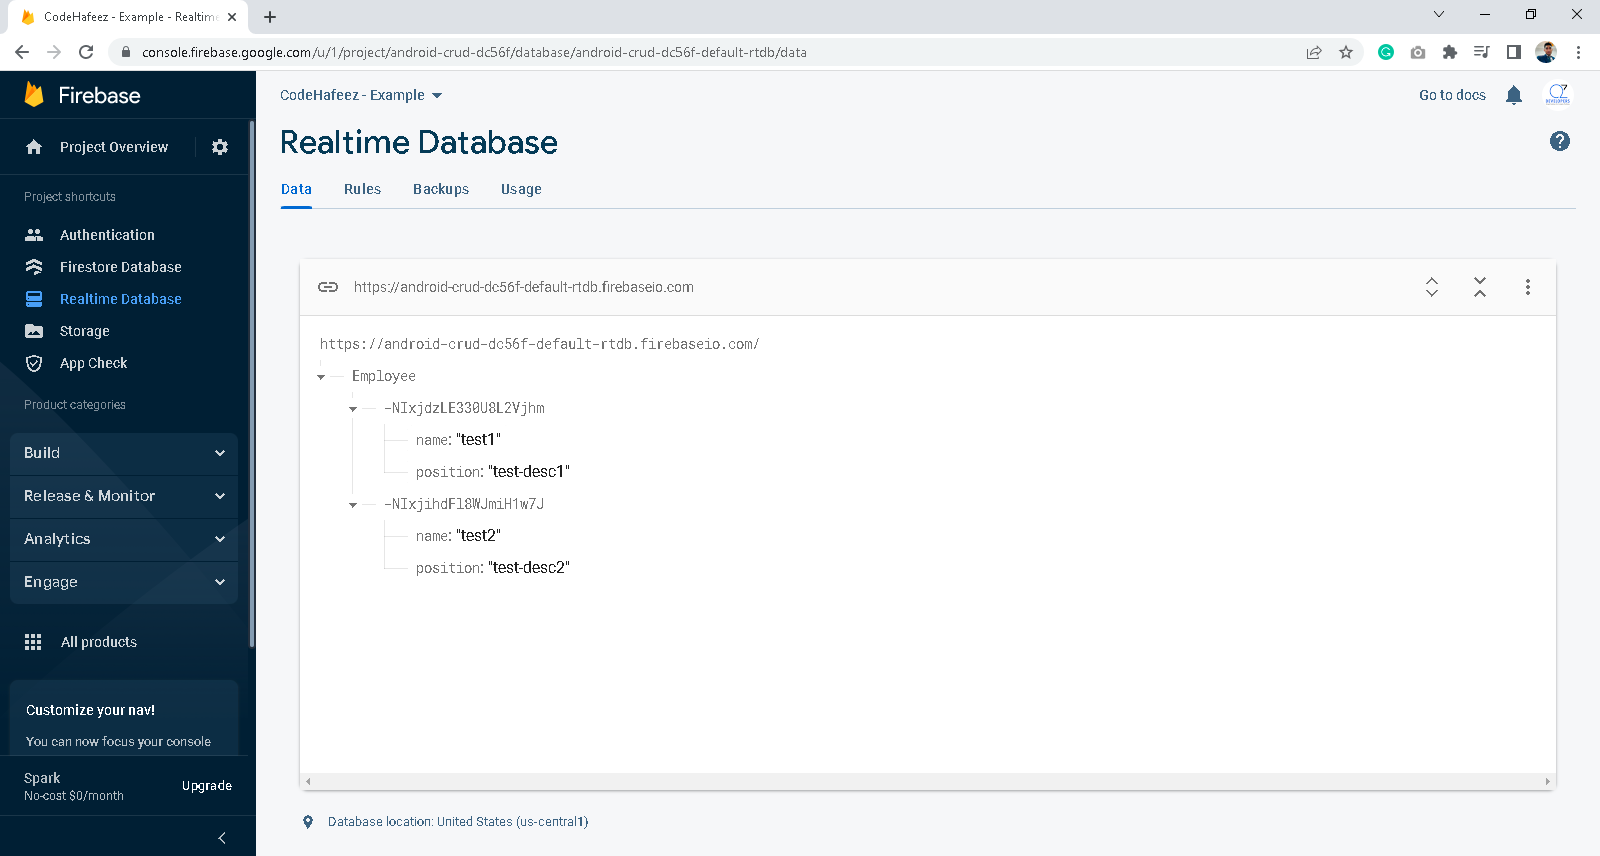 CodeHafeez - Example - Realtime
console.firebase.google.com/u/1/project/android-crud-dc56f/database/android-crud-dc56f-default-rtdb/data
Firebase
CodeHafeez - Example
Go to docs
Realtime Database
Project Overview
Data Rules Backups Usage
Project shortcuts
Authentication
Firestore Database
Realtime Database
Storage
App Check
Product categories
Build
Release & Monitor
Analytics
Engage
All products
Customize your nav!
You can now focus your console
Spark
No-cost $0/month
Upgrade
https://android-crud-dc56f-default-rtdb.firebaseio.com
https://android-crud-dc56f-default-rtdb.firebaseio.com/
Employee
-NIxjdzLE330U8L2Vjhm
name: "test1"
position: "test-desc1"
-NIxjihdFl8WJmiH1w7J
name: "test2"
position: "test-desc2"
Database location: United States (us-central1)